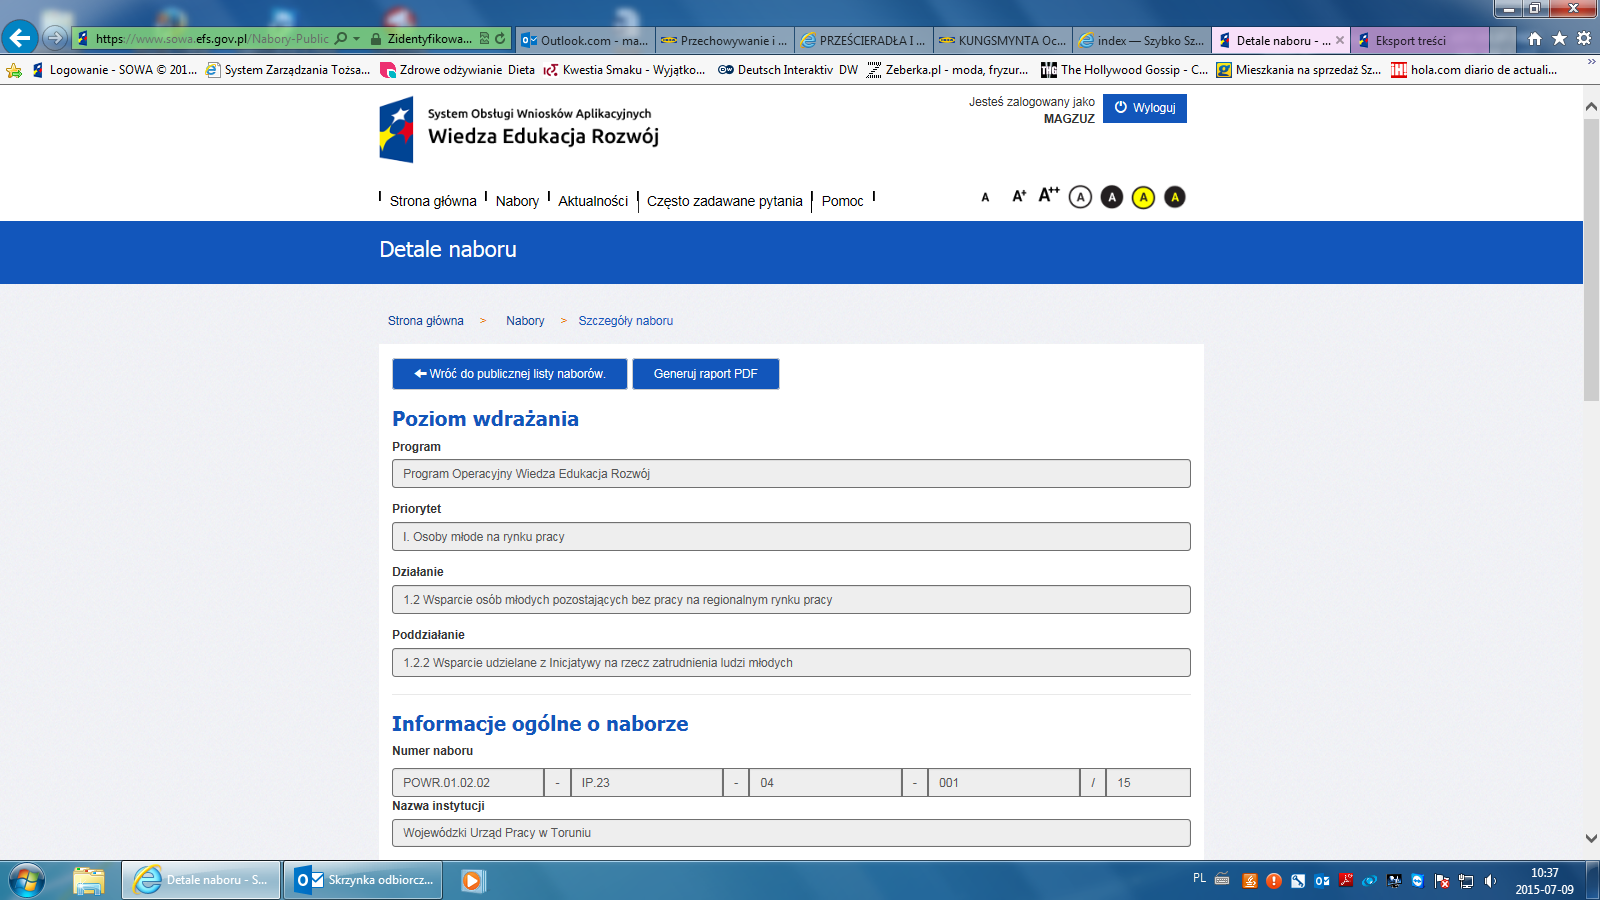 https://www.sowa.efs.gov.pl/Nabory-Public
Zidentyfikowa...
Outlook.com - ma...
Przechowywanie i ...
PRZEŚCIERADŁA I ...
KUNGSMYNTA Oc...
index — Szybko Sz...
Detale naboru - ...
Eksport treści
Logowanie - SOWA © 201...
System Zarządzania Tożsa...
Zdrowe odżywianie Dieta
Kwestia Smaku - Wyjątko...
Deutsch Interaktiv DW
Zeberka.pl - moda, fryzur...
The Hollywood Gossip - C...
Mieszkania na sprzedaż Sz...
hola.com diario de actuali...
System Obsługi Wniosków Aplikacyjnych
Wiedza Edukacja Rozwój
Jesteś zalogowany jako
MAGZUZ
Wyloguj
Strona główna
Nabory
Aktualności
Często zadawane pytania
Pomoc
A A+ A++ A A A A
Detale naboru
Strona główna > Nabory > Szczegóły naboru
Wróć do publicznej listy naborów.
Generuj raport PDF
Poziom wdrażania
Program
Program Operacyjny Wiedza Edukacja Rozwój
Priorytet
I. Osoby młode na rynku pracy
Działanie
1.2 Wsparcie osób młodych pozostających bez pracy na regionalnym rynku pracy
Poddziałanie
1.2.2 Wsparcie udzielane z Inicjatywy na rzecz zatrudnienia ludzi młodych
Informacje ogólne o naborze
Numer naboru
POWR.01.02.02 - IP.23 - 04 - 001 / 15
Nazwa instytucji
Wojewódzki Urząd Pracy w Toruniu
Detale naboru - S...
Skrzynka odbiorcz...
PL
10:37
2015-07-09